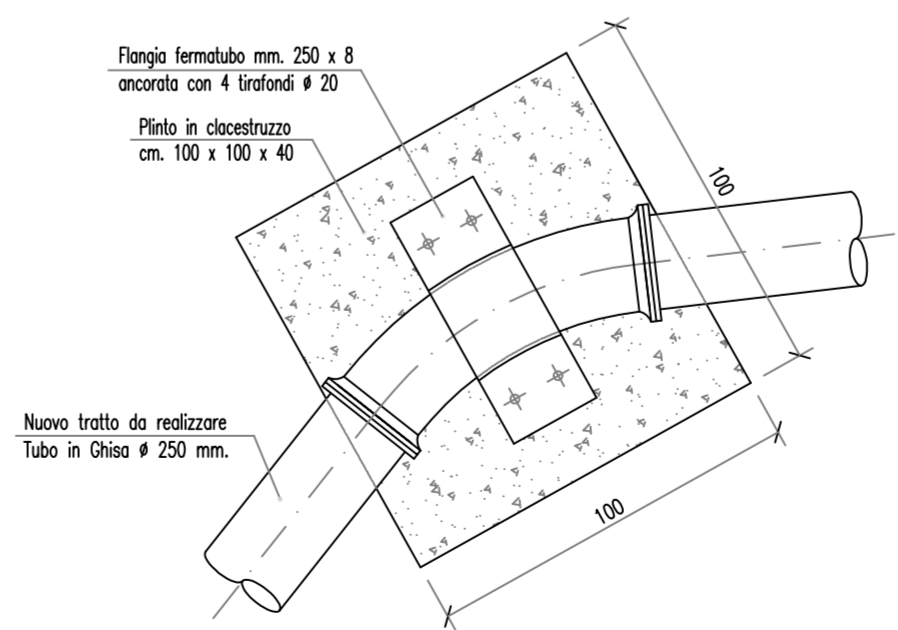 Flangia fermatubo mm. 250 x 8
ancorata con 4 tirafondi ø 20
Plinto in clacestruzzo
cm. 100 x 100 x 40
100
Nuovo tratto da realizzare
Tubo in Ghisa ø 250 mm.
100